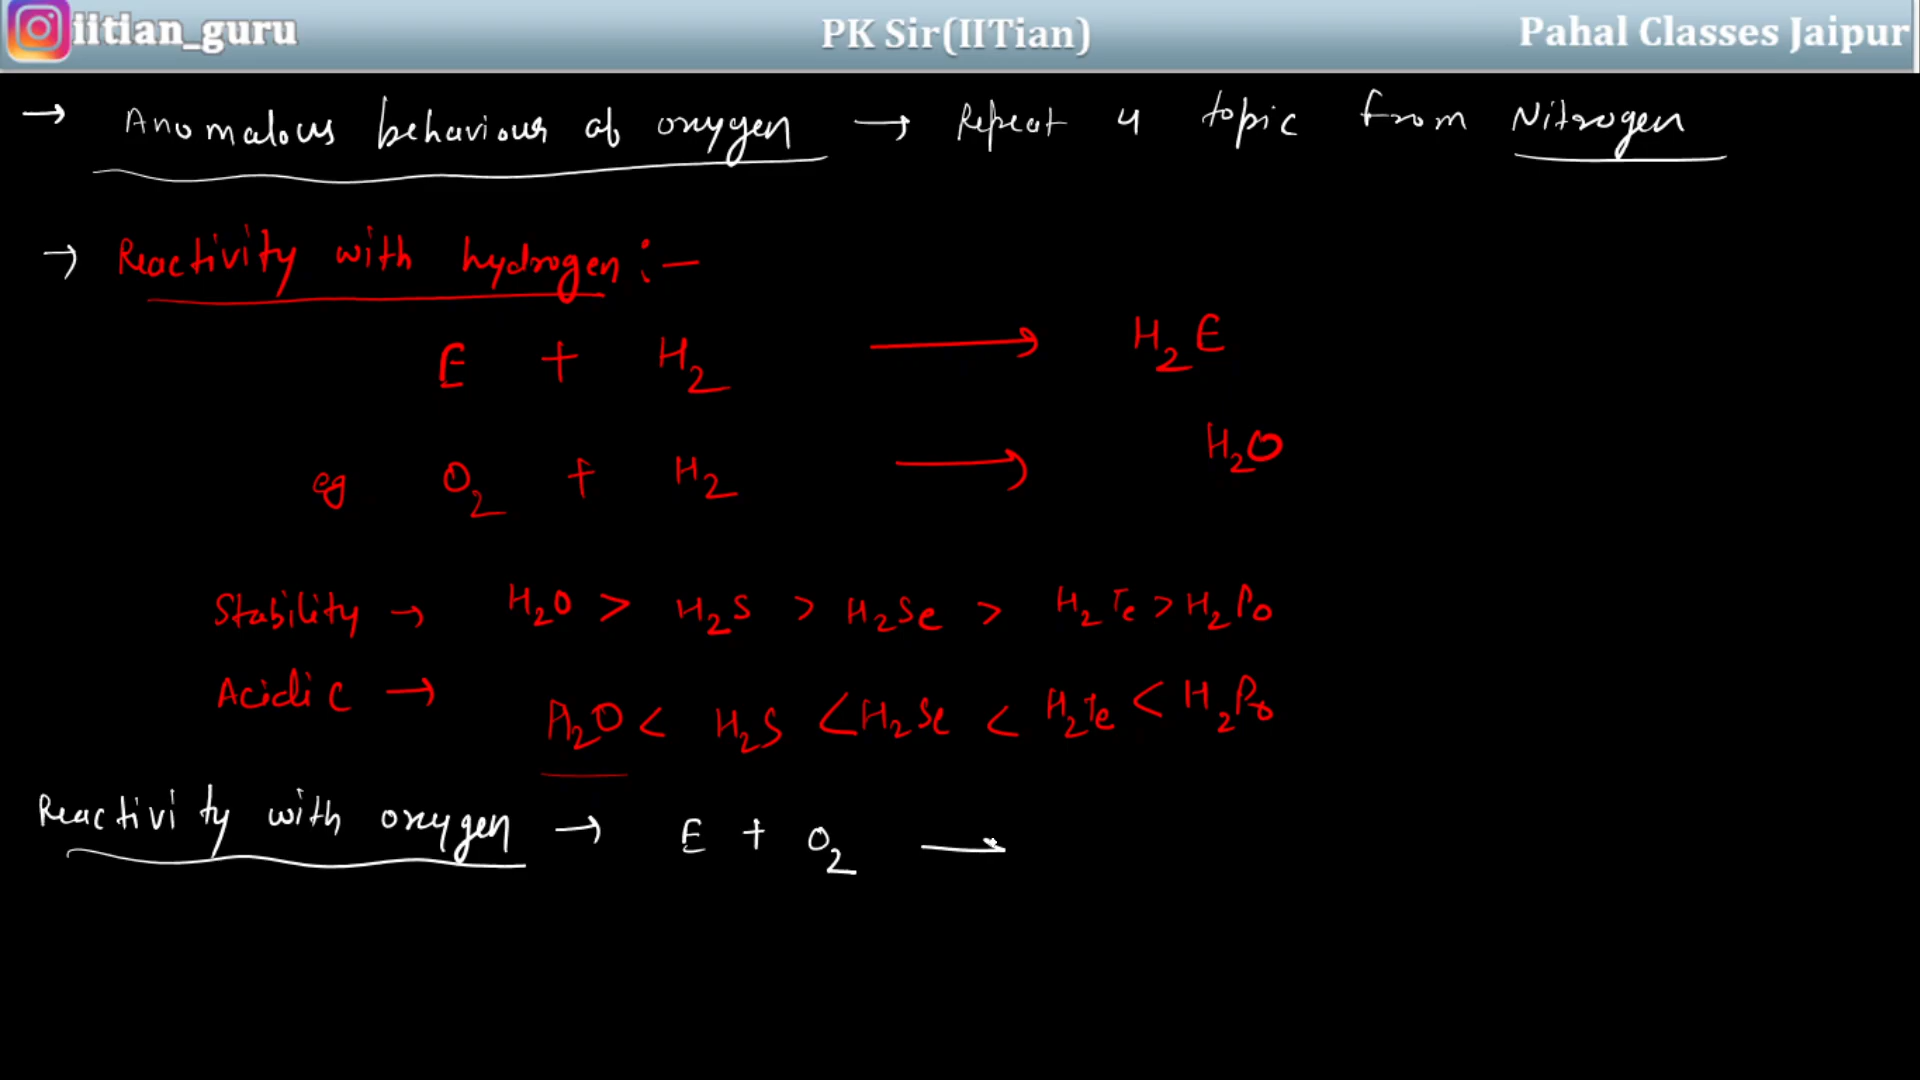 iitian_guru PK Sir(IITian) Pahal Classes Jaipur
→ Anomalous behaviour of oxygen → Repeat 4 topic from Nitrogen
→ Reactivity with hydrogen :-
E + H₂ → H₂E
eg O₂ + H₂ → H₂O
Stability → H₂O > H₂S > H₂Se > H₂Te > H₂Po
Acidic → H₂O < H₂S < H₂Se < H₂Te < H₂Po
Reactivity with oxygen → E + O₂ →